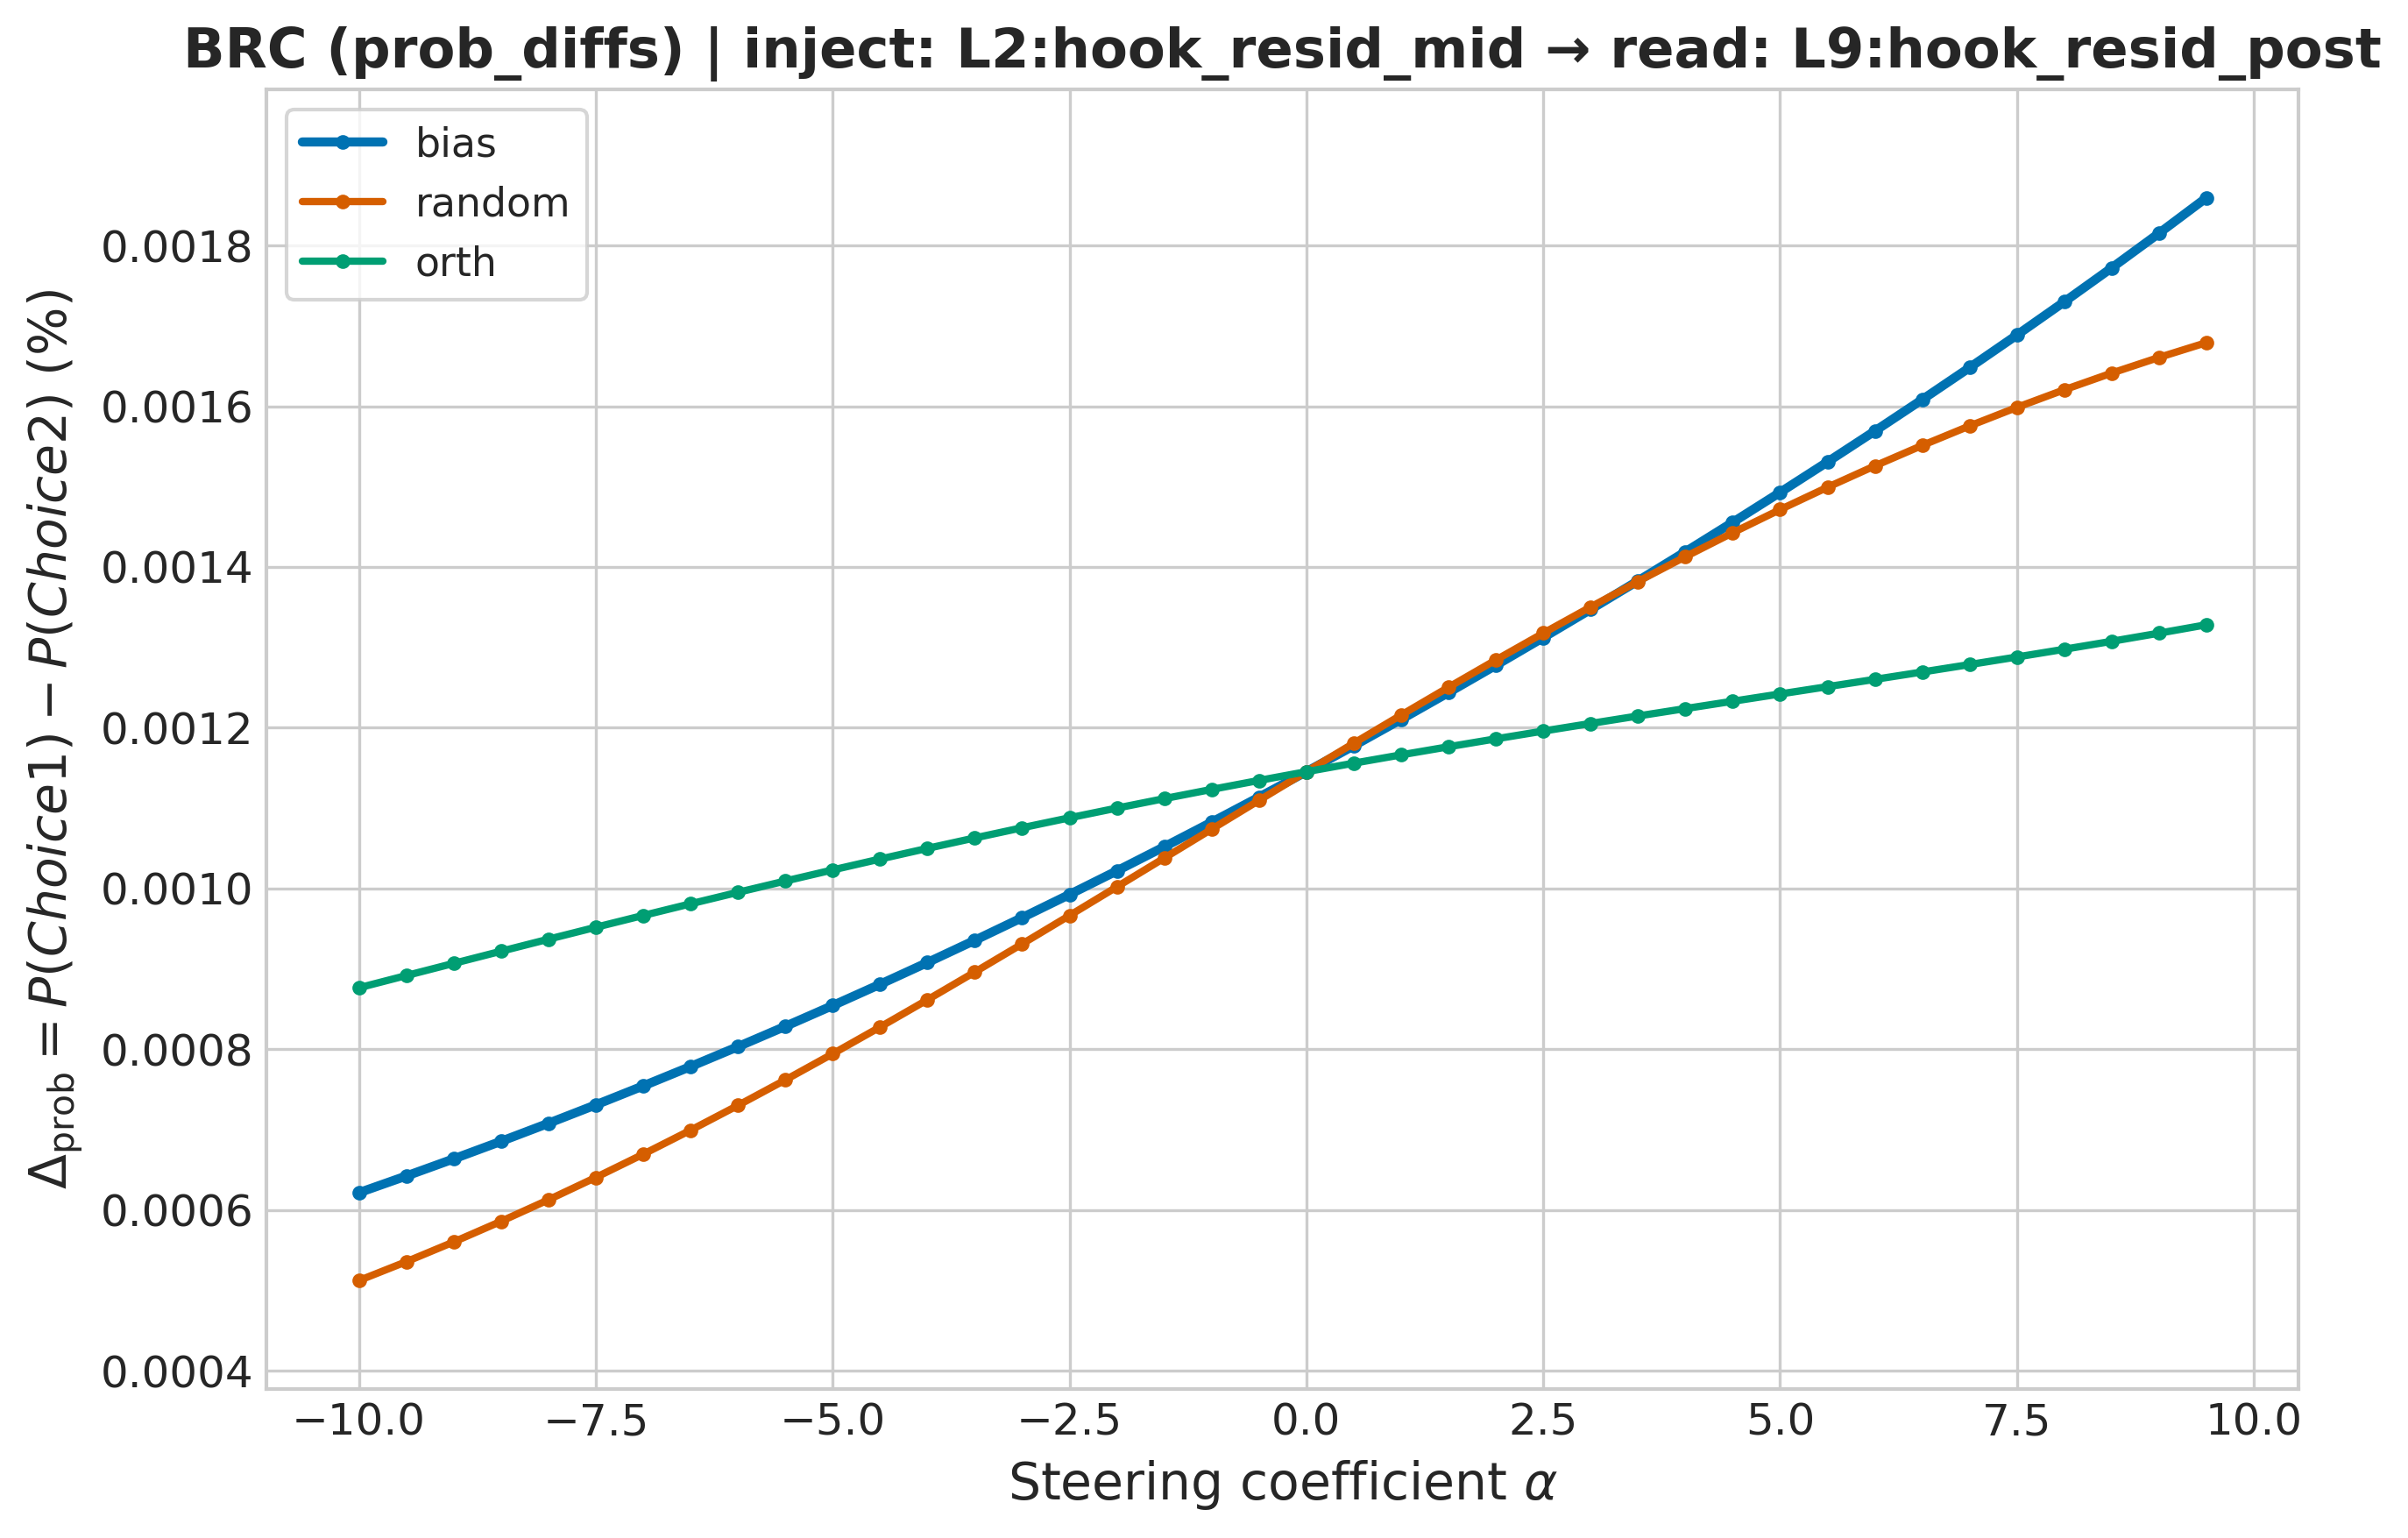 BRC (prob_diffs) | inject: L2:hook_resid_mid → read: L9:hook_resid_post
bias
random
orth
Δprob = P(Choice1) − P(Choice2) (%)
0.0018
0.0016
0.0014
0.0012
0.0010
0.0008
0.0006
0.0004
−10.0 −7.5 −5.0 −2.5 0.0 2.5 5.0 7.5 10.0
Steering coefficient α